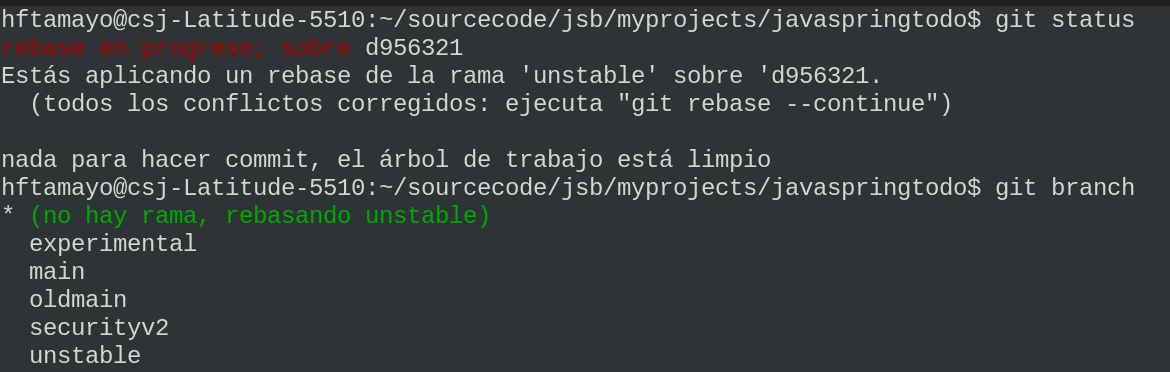 hftamayo@csj-Latitude-5510:~/sourcecode/jsb/myprojects/javaspringtodo$ git status
rebase en progreso; sobre d956321
Estás aplicando un rebase de la rama 'unstable' sobre 'd956321.
  (todos los conflictos corregidos: ejecuta "git rebase --continue")

nada para hacer commit, el árbol de trabajo está limpio
hftamayo@csj-Latitude-5510:~/sourcecode/jsb/myprojects/javaspringtodo$ git branch
* (no hay rama, rebasando unstable)
  experimental
  main
  oldmain
  securityv2
  unstable